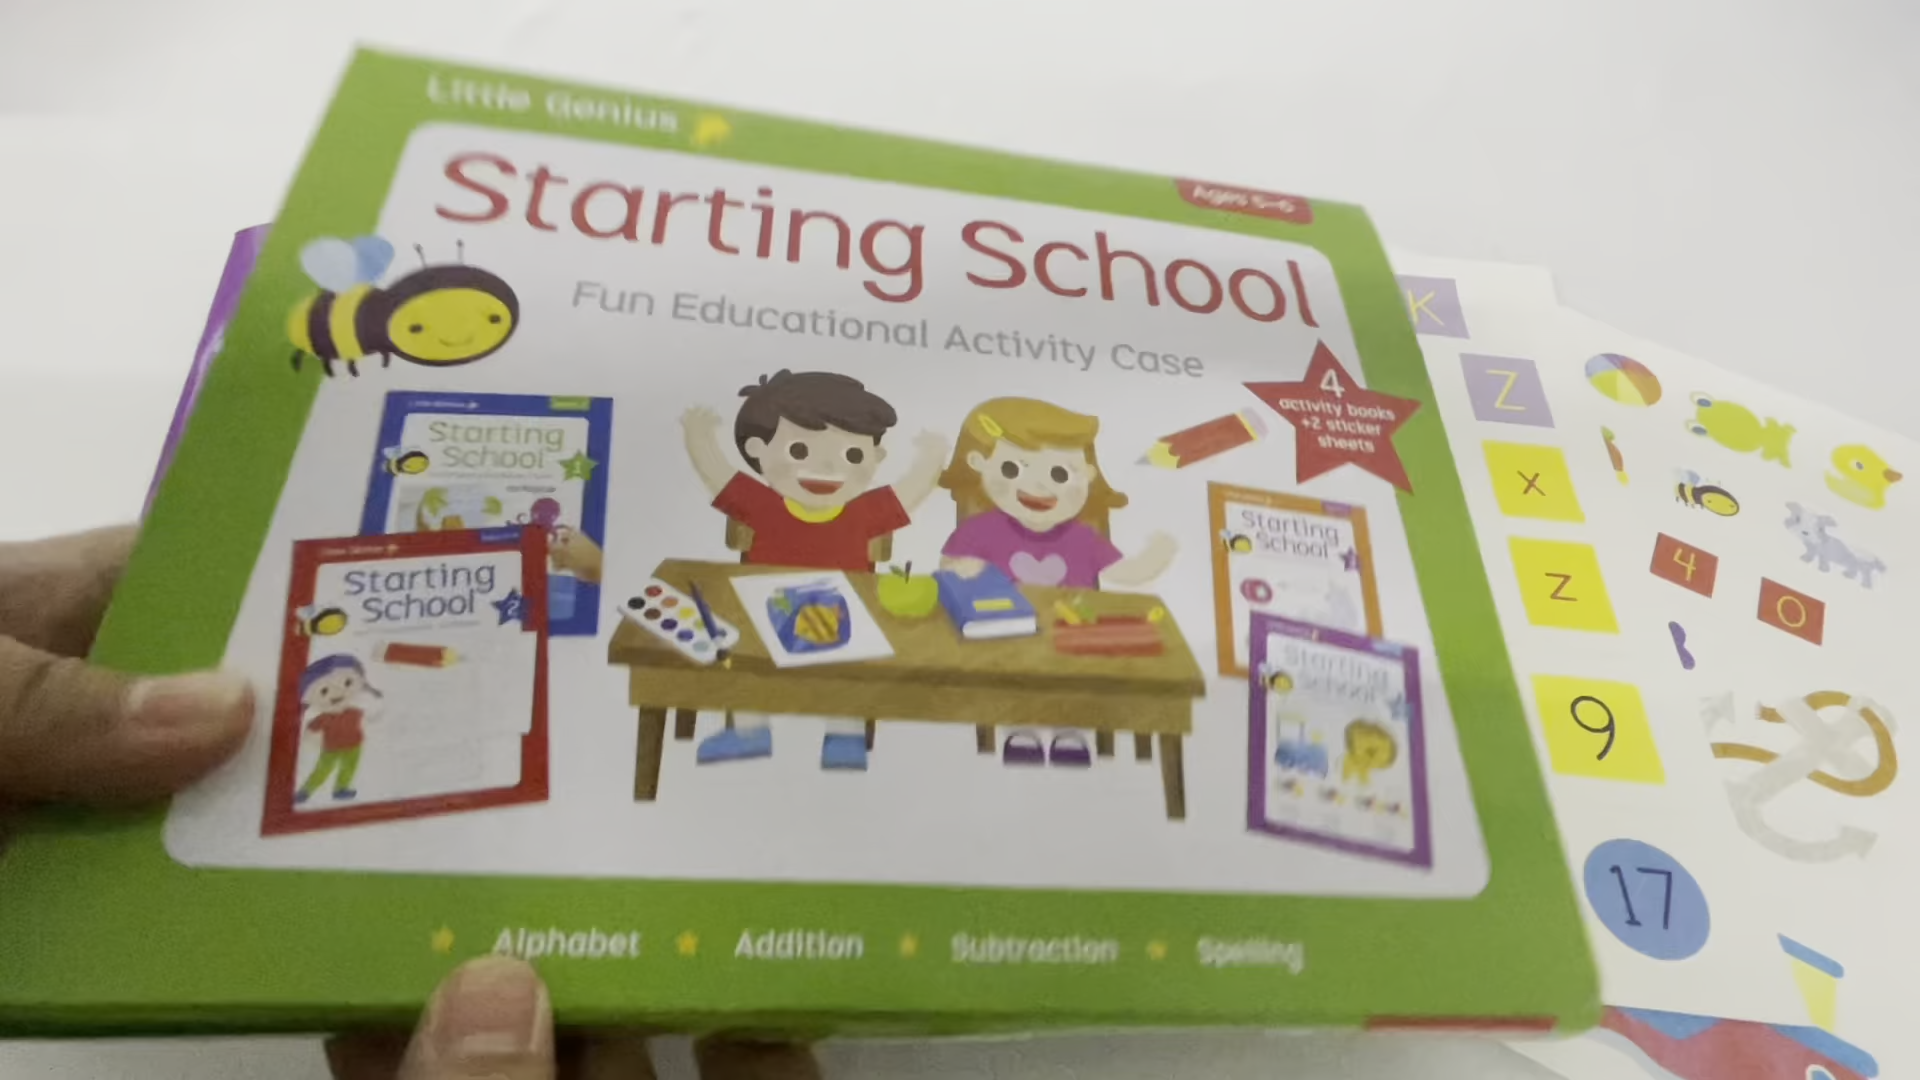 Little Genius
Ages 5-6
Starting School
Fun Educational Activity Case
4
activity books
+2 sticker
sheets
Starting
School
1
Starting
School
2
Starting
School
Starting
School
Alphabet
Addition
Subtraction
Spelling
K
Z
x
z
4
0
9
17